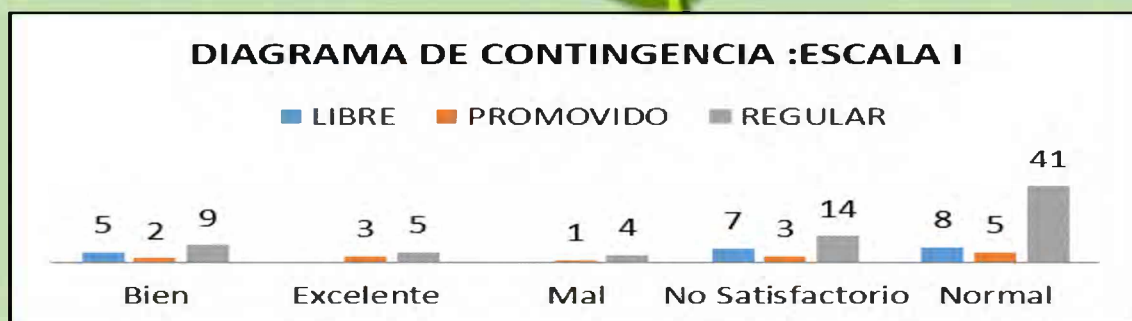 DIAGRAMA DE CONTINGENCIA :ESCALA I
LIBRE PROMOVIDO REGULAR
5 2 9 3 5 1 4 7 3 14 8 5 41
Bien Excelente Mal No Satisfactorio Normal